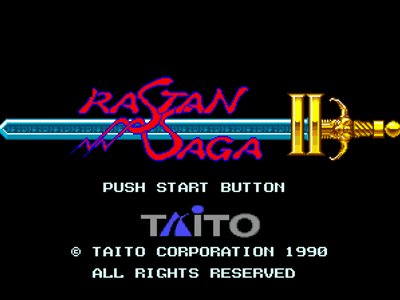 RASTAN
SAGA
II
PUSH START BUTTON
TAITO
© TAITO CORPORATION 1990
ALL RIGHTS RESERVED